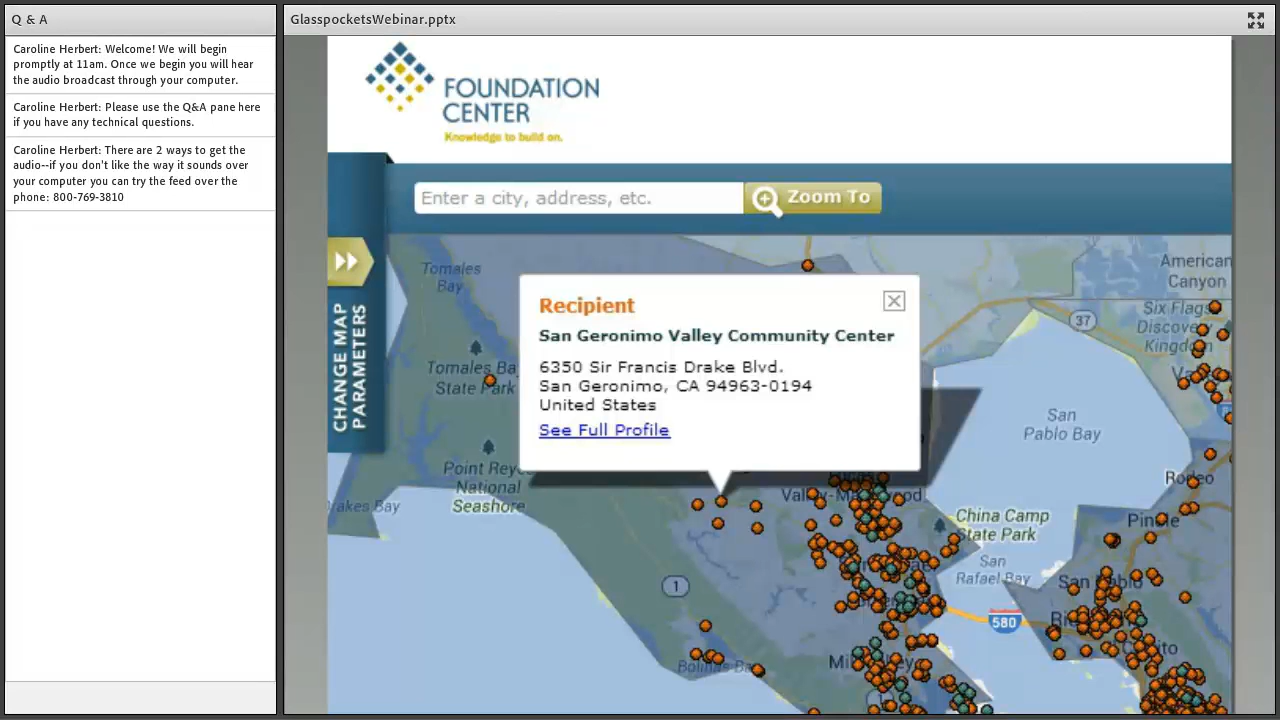 Q & A
Caroline Herbert: Welcome! We will begin
promptly at 11am. Once we begin you will hear
the audio broadcast through your computer.
Caroline Herbert: Please use the Q&A pane here
if you have any technical questions.
Caroline Herbert: There are 2 ways to get the
audio--if you don't like the way it sounds over
your computer you can try the feed over the
phone: 800-769-3810
GlasspocketsWebinar.pptx
FOUNDATION
CENTER
Knowledge to build on.
Enter a city, address, etc.
Zoom To
CHANGE MAP
PARAMETERS
Recipient
San Geronimo Valley Community Center
6350 Sir Francis Drake Blvd.
San Geronimo, CA 94963-0194
United States
See Full Profile
Tomales
Bay
Tomales Ba
State Park
Point Reyes
National
Seashore
Drakes Bay
1
Bolinas Ba
American
Canyon
37
Six Flags
Discovery
Kingdom
San
Pablo Bay
China Camp
State Park
San
Rafael Bay
580
Rodeo
Pinole
San Pablo